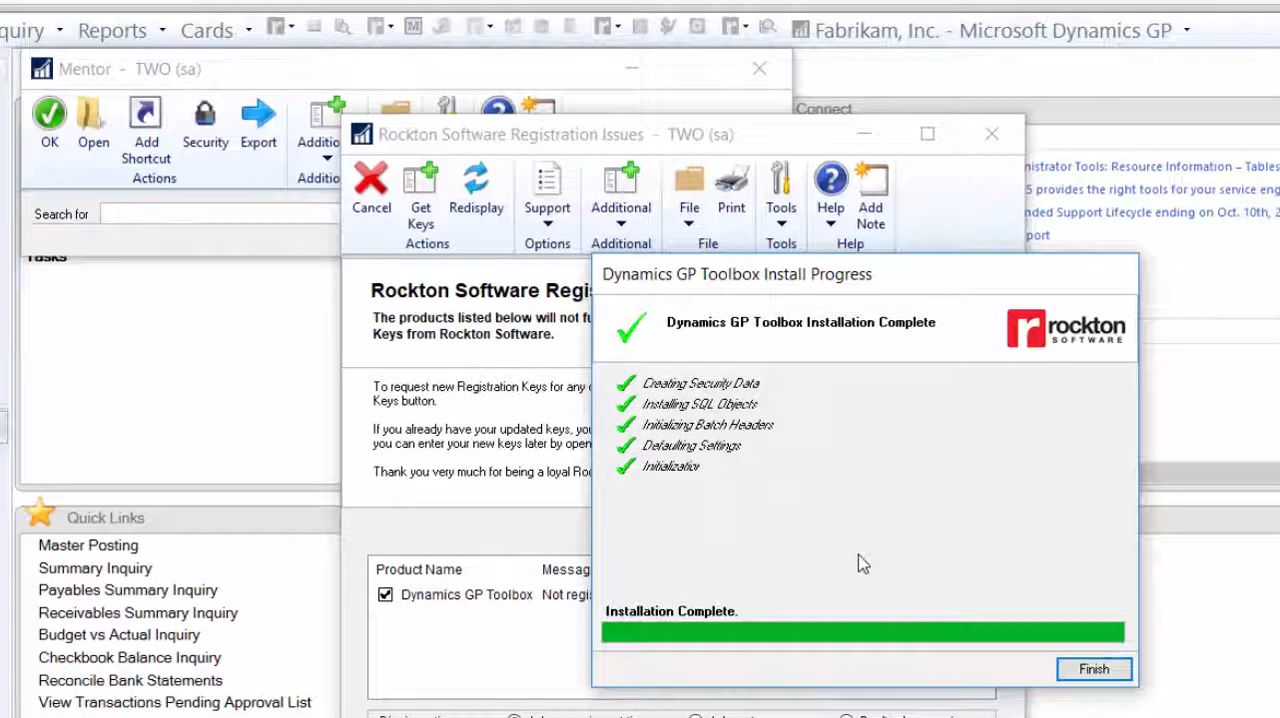 quiry
Reports
Cards
Fabrikam, Inc. - Microsoft Dynamics GP
Mentor - TWO (sa)
OK
Open
Add
Shortcut
Security
Export
Additio
Actions
Additio
Search for
Tasks
Connect
Rockton Software Registration Issues - TWO (sa)
Cancel
Get
Keys
Redisplay
Support
Additional
File
Print
Tools
Help
Add
Note
Actions
Options
Additional
File
Tools
Help
nistrator Tools: Resource Information – Tables
5 provides the right tools for your service eng
nded Support Lifecycle ending on Oct. 10th, 2
port
Rockton Software Regi
The products listed below will not fu
Keys from Rockton Software.
To request new Registration Keys for any o
Keys button.
If you already have your updated keys, you
you can enter your new keys later by open
Thank you very much for being a loyal Roc
Product Name
Messag
Dynamics GP Toolbox
Not regis
Dynamics GP Toolbox Install Progress
Dynamics GP Toolbox Installation Complete
r rockton
SOFTWARE
Creating Security Data
Installing SQL Objects
Initializing Batch Headers
Defaulting Settings
Initialization
Installation Complete.
Finish
Quick Links
Master Posting
Summary Inquiry
Payables Summary Inquiry
Receivables Summary Inquiry
Budget vs Actual Inquiry
Checkbook Balance Inquiry
Reconcile Bank Statements
View Transactions Pending Approval List